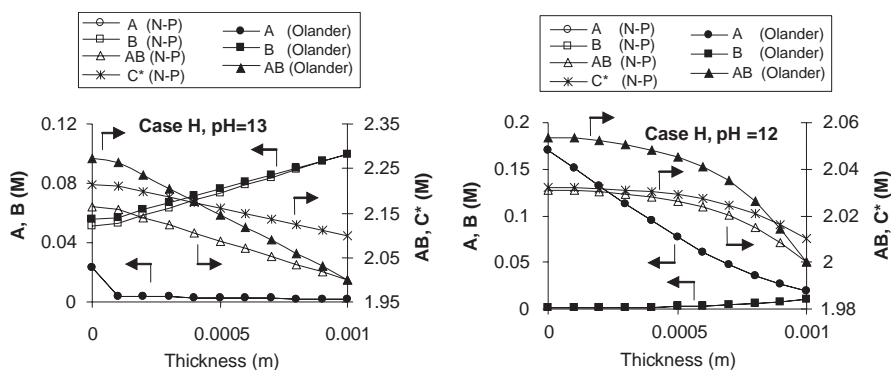 A (N-P)
B (N-P)
AB (N-P)
C* (N-P)
A (Olander)
B (Olander)
AB (Olander)
Case H, pH=13
A, B (M)
0.12
0.08
0.04
0
2.35
2.25
2.15
2.05
1.95
AB, C* (M)
0
0.0005
0.001
Thickness (m)
A (N-P)
B (N-P)
AB (N-P)
C* (N-P)
A (Olander)
B (Olander)
AB (Olander)
Case H, pH =12
A, B (M)
0.2
0.15
0.1
0.05
0
2.06
2.04
2.02
2
1.98
AB, C* (M)
0
0.0005
0.001
Thickness (m)